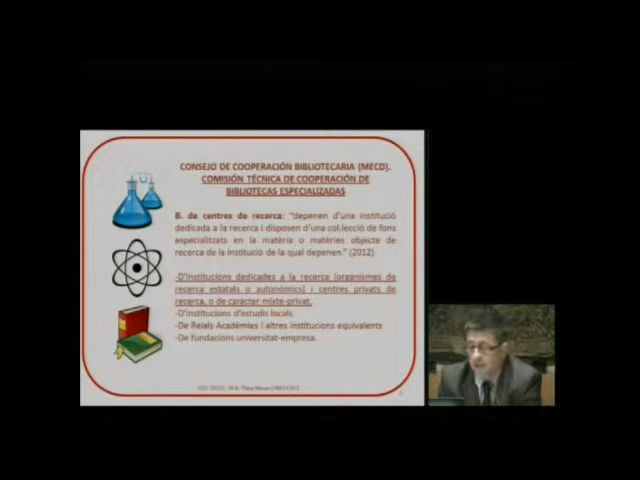 CONSEJO DE COOPERACIÓN BIBLIOTECARIA (MECD).
COMISIÓN TÉCNICA DE COOPERACIÓN DE
BIBLIOTECAS ESPECIALIZADAS
B. de centres de recerca: "depenen d'una institució
dedicada a la recerca i disposen d'una col.lecció de fons
especialitzats en la matèria o matèries objecte de
recerca de la institució de la qual depenen." (2012)
-D'institucions dedicades a la recerca (organismes de
recerca estatals o autonòmics) i centres privats de
recerca, o de caràcter mixte-privat.
-D'institucions d'estudis locals.
-De Reials Acadèmies i altres institucions equivalents
-De fundacions universitat-empresa.